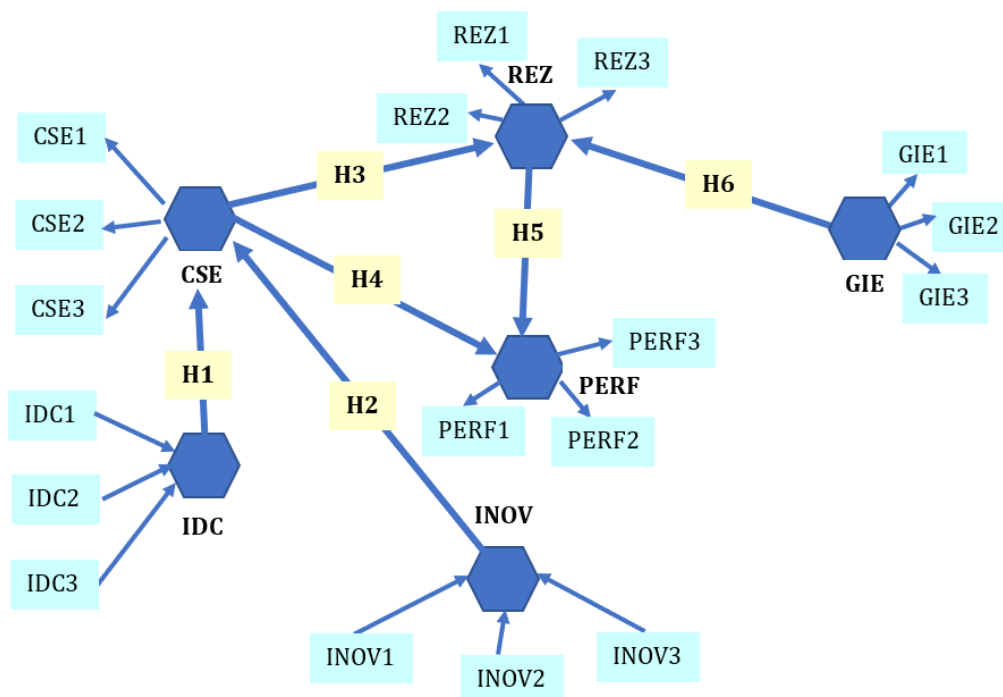 REZ1
REZ
REZ3
REZ2
CSE1
H3
GIE1
H6
CSE2
H5
GIE2
CSE
H4
GIE
GIE3
CSE3
PERF3
H1
PERF
IDC1
H2
PERF1
PERF2
IDC2
IDC
INOV
IDC3
INOV1
INOV2
INOV3